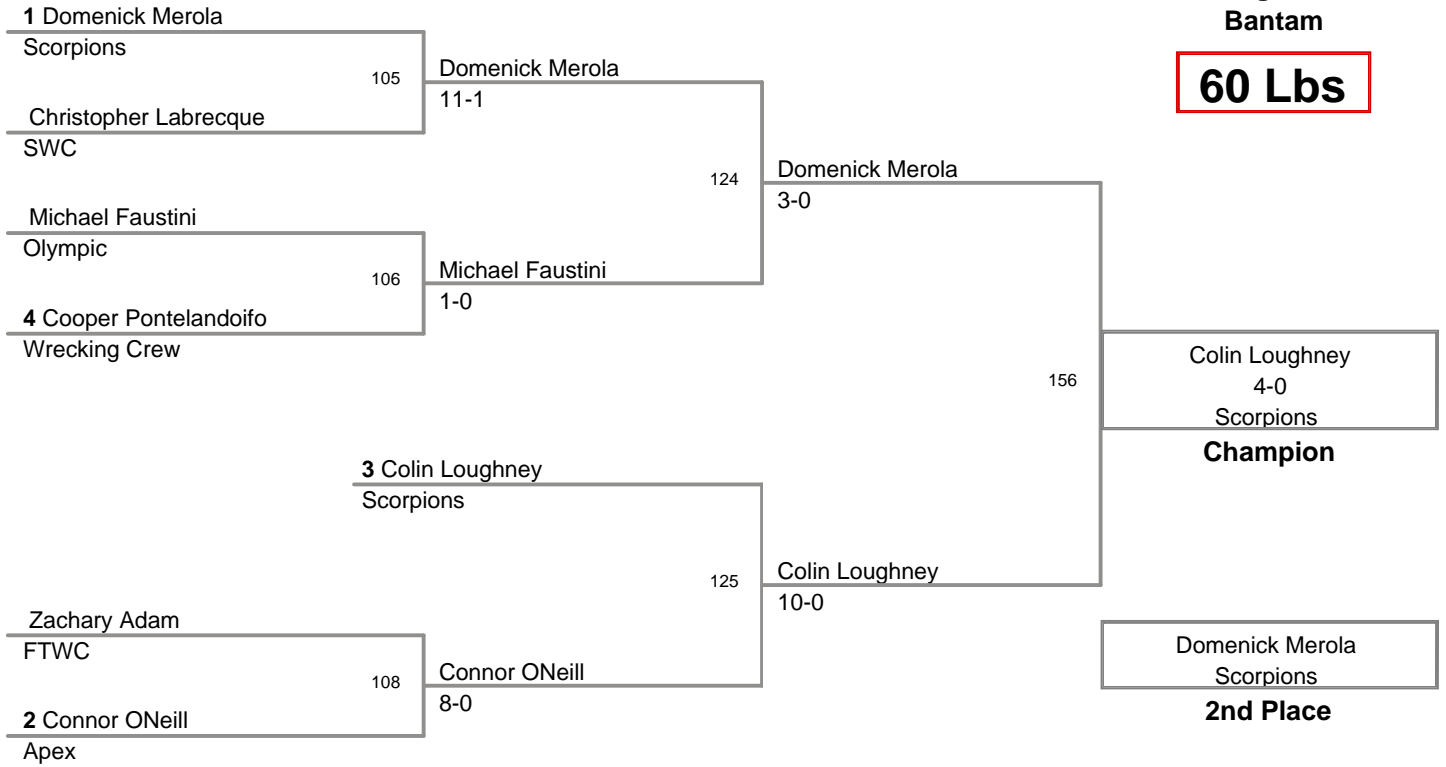 Bantam
60 Lbs
1 Domenick Merola
Scorpions
105
Domenick Merola
11-1
Christopher Labrecque
SWC
124
Domenick Merola
3-0
Michael Faustini
Olympic
106
Michael Faustini
1-0
4 Cooper Pontelandoifo
Wrecking Crew
156
Colin Loughney
4-0
Scorpions
Champion
3 Colin Loughney
Scorpions
125
Colin Loughney
10-0
Zachary Adam
FTWC
108
Connor ONeill
8-0
2 Connor ONeill
Apex
Domenick Merola
Scorpions
2nd Place